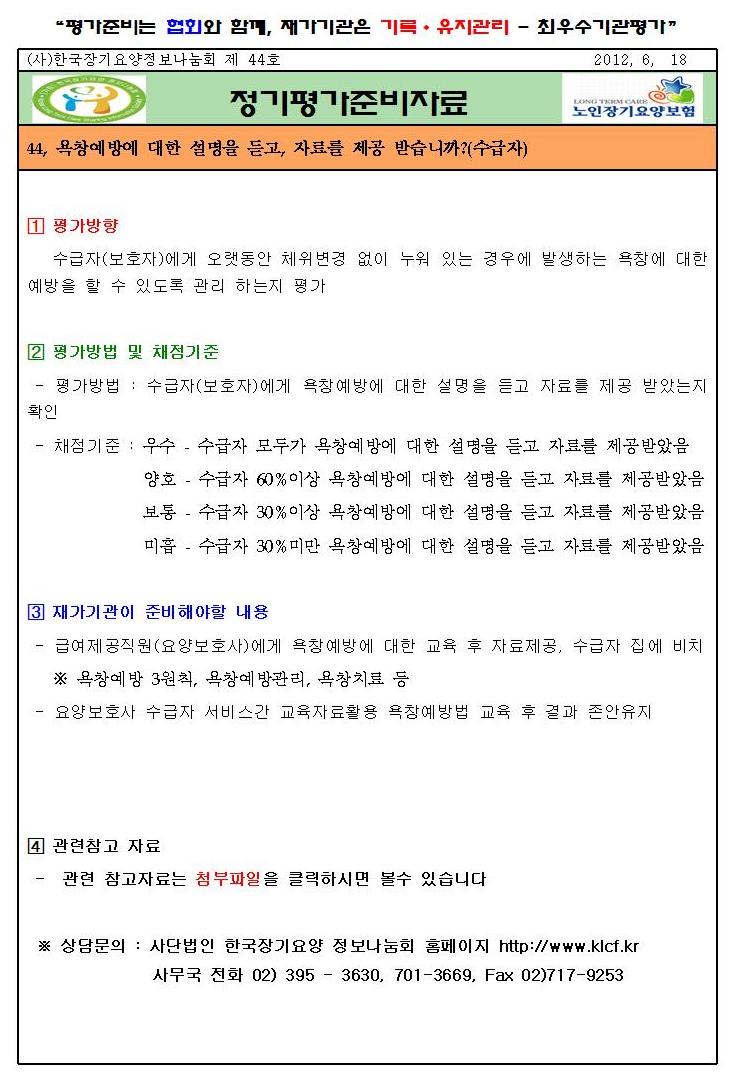 “평가준비는 협회와 함께, 재가기관은 기록·유지관리 - 최우수기관평가”
(사)한국장기요양정보나눔회 제 44호 2012, 6, 18
정기평가준비자료
LONG TERM CARE
노인장기요양보험
44, 욕창예방에 대한 설명을 듣고, 자료를 제공 받습니까?(수급자)
1 평가방향
수급자(보호자)에게 오랫동안 체위변경 없이 누워 있는 경우에 발생하는 욕창에 대한
예방을 할 수 있도록 관리 하는지 평가
2 평가방법 및 채점기준
- 평가방법 : 수급자(보호자)에게 욕창예방에 대한 설명을 듣고 자료를 제공 받았는지
확인
- 채점기준 : 우수 - 수급자 모두가 욕창예방에 대한 설명을 듣고 자료를 제공받았음
양호 - 수급자 60%이상 욕창예방에 대한 설명을 듣고 자료를 제공받았음
보통 - 수급자 30%이상 욕창예방에 대한 설명을 듣고 자료를 제공받았음
미흡 - 수급자 30%미만 욕창예방에 대한 설명을 듣고 자료를 제공받았음
3 재가기관이 준비해야할 내용
- 급여제공직원(요양보호사)에게 욕창예방에 대한 교육 후 자료제공, 수급자 집에 비치
※ 욕창예방 3원칙, 욕창예방관리, 욕창치료 등
- 요양보호사 수급자 서비스간 교육자료활용 욕창예방법 교육 후 결과 존안유지
4 관련참고 자료
- 관련 참고자료는 첨부파일을 클릭하시면 볼수 있습니다
※ 상담문의 : 사단법인 한국장기요양 정보나눔회 홈페이지 http://www.klcf.kr
사무국 전화 02) 395 - 3630, 701-3669, Fax 02)717-9253